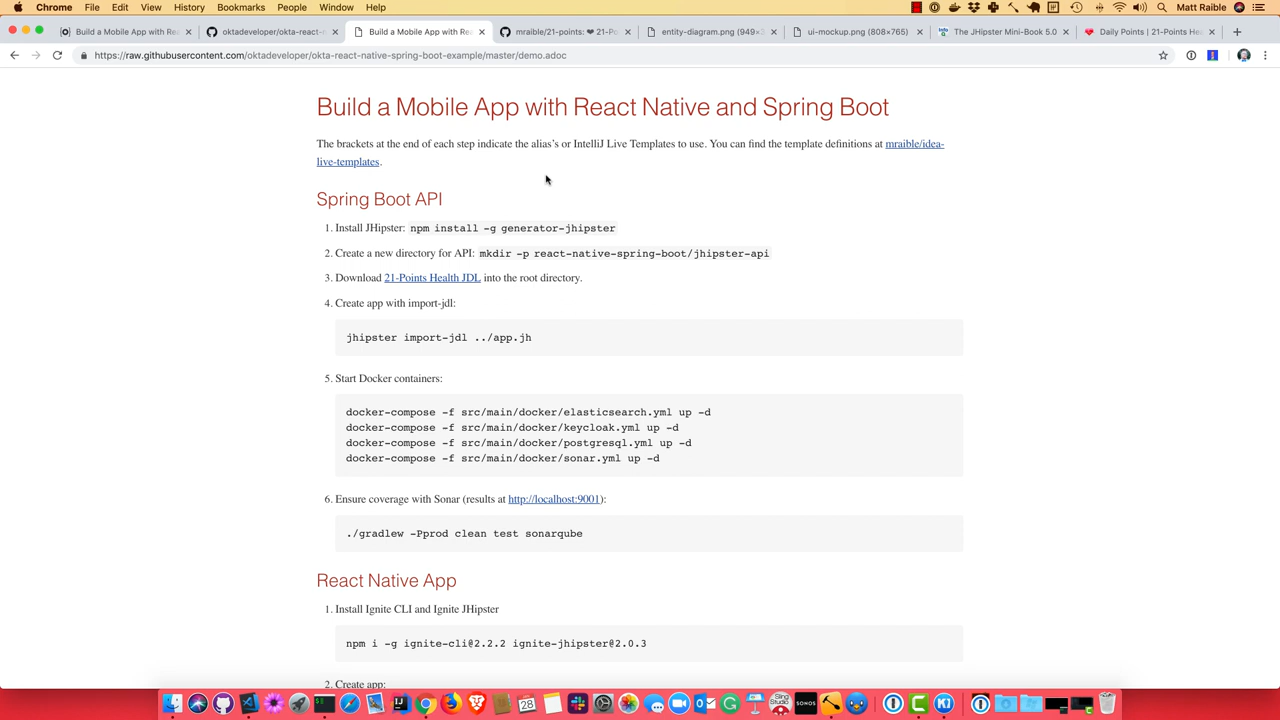 Chrome File Edit View History Bookmarks People Window Help Matt Raible
Build a Mobile App with Rea
oktadeveloper/okta-react-
Build a Mobile App with Rea
mraible/21-points: ❤ 21-Po
entity-diagram.png (949×3
ui-mockup.png (808×765)
The JHipster Mini-Book 5.0
Daily Points | 21-Points Hea
https://raw.githubusercontent.com/oktadeveloper/okta-react-native-spring-boot-example/master/demo.adoc
Build a Mobile App with React Native and Spring Boot
The brackets at the end of each step indicate the alias's or IntelliJ Live Templates to use. You can find the template definitions at mraible/idea-
live-templates.
Spring Boot API
1. Install JHipster: npm install -g generator-jhipster
2. Create a new directory for API: mkdir -p react-native-spring-boot/jhipster-api
3. Download 21-Points Health JDL into the root directory.
4. Create app with import-jdl:
jhipster import-jdl ../app.jh
5. Start Docker containers:
docker-compose -f src/main/docker/elasticsearch.yml up -d
docker-compose -f src/main/docker/keycloak.yml up -d
docker-compose -f src/main/docker/postgresql.yml up -d
docker-compose -f src/main/docker/sonar.yml up -d
6. Ensure coverage with Sonar (results at http://localhost:9001):
./gradlew -Pprod clean test sonarqube
React Native App
1. Install Ignite CLI and Ignite JHipster
npm i -g ignite-cli@2.2.2 ignite-jhipster@2.0.3
2. Create app:
28
SONOS